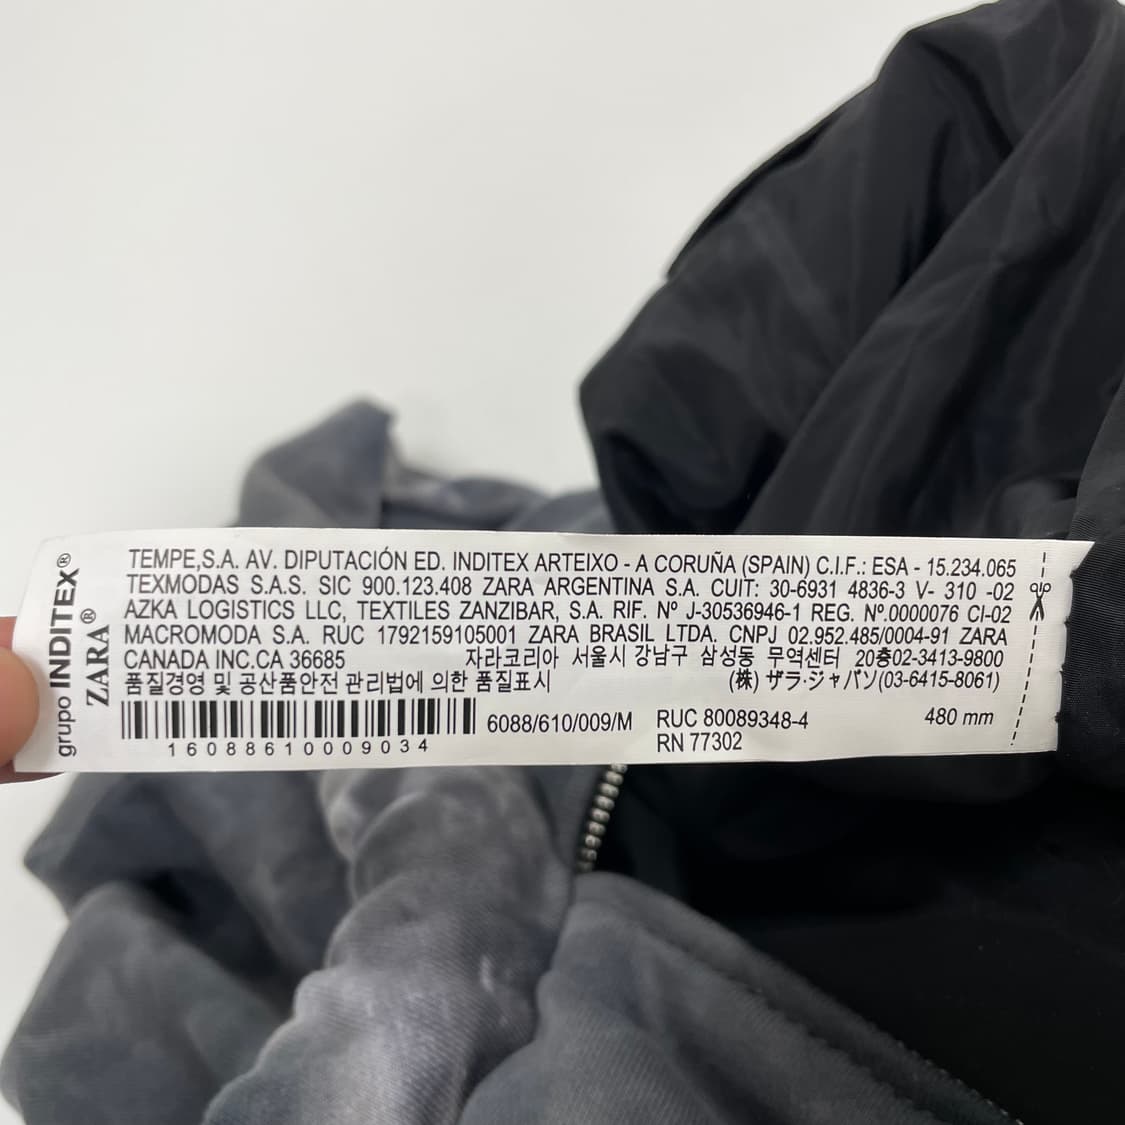 grupo INDITEX®
ZARA®
TEMPE,S.A. AV. DIPUTACIÓN ED. INDITEX ARTEIXO - A CORUÑA (SPAIN) C.I.F.: ESA - 15.234.065
TEXMODAS S.A.S. SIC 900.123.408 ZARA ARGENTINA S.A. CUIT: 30-6931 4836-3 V- 310 -02
AZKA LOGISTICS LLC, TEXTILES ZANZIBAR, S.A. RIF. Nº J-30536946-1 REG. Nº.0000076 CI-02
MACROMODA S.A. RUC 1792159105001 ZARA BRASIL LTDA. CNPJ 02.952.485/0004-91 ZARA
CANADA INC.CA 36685 자라코리아 서울시 강남구 삼성동 무역센터 20층02-3413-9800
품질경영 및 공산품안전 관리법에 의한 품질표시 (株) ザラ·ジャパン(03-6415-8061)
6088/610/009/M RUC 80089348-4 480 mm
16088610009034 RN 77302